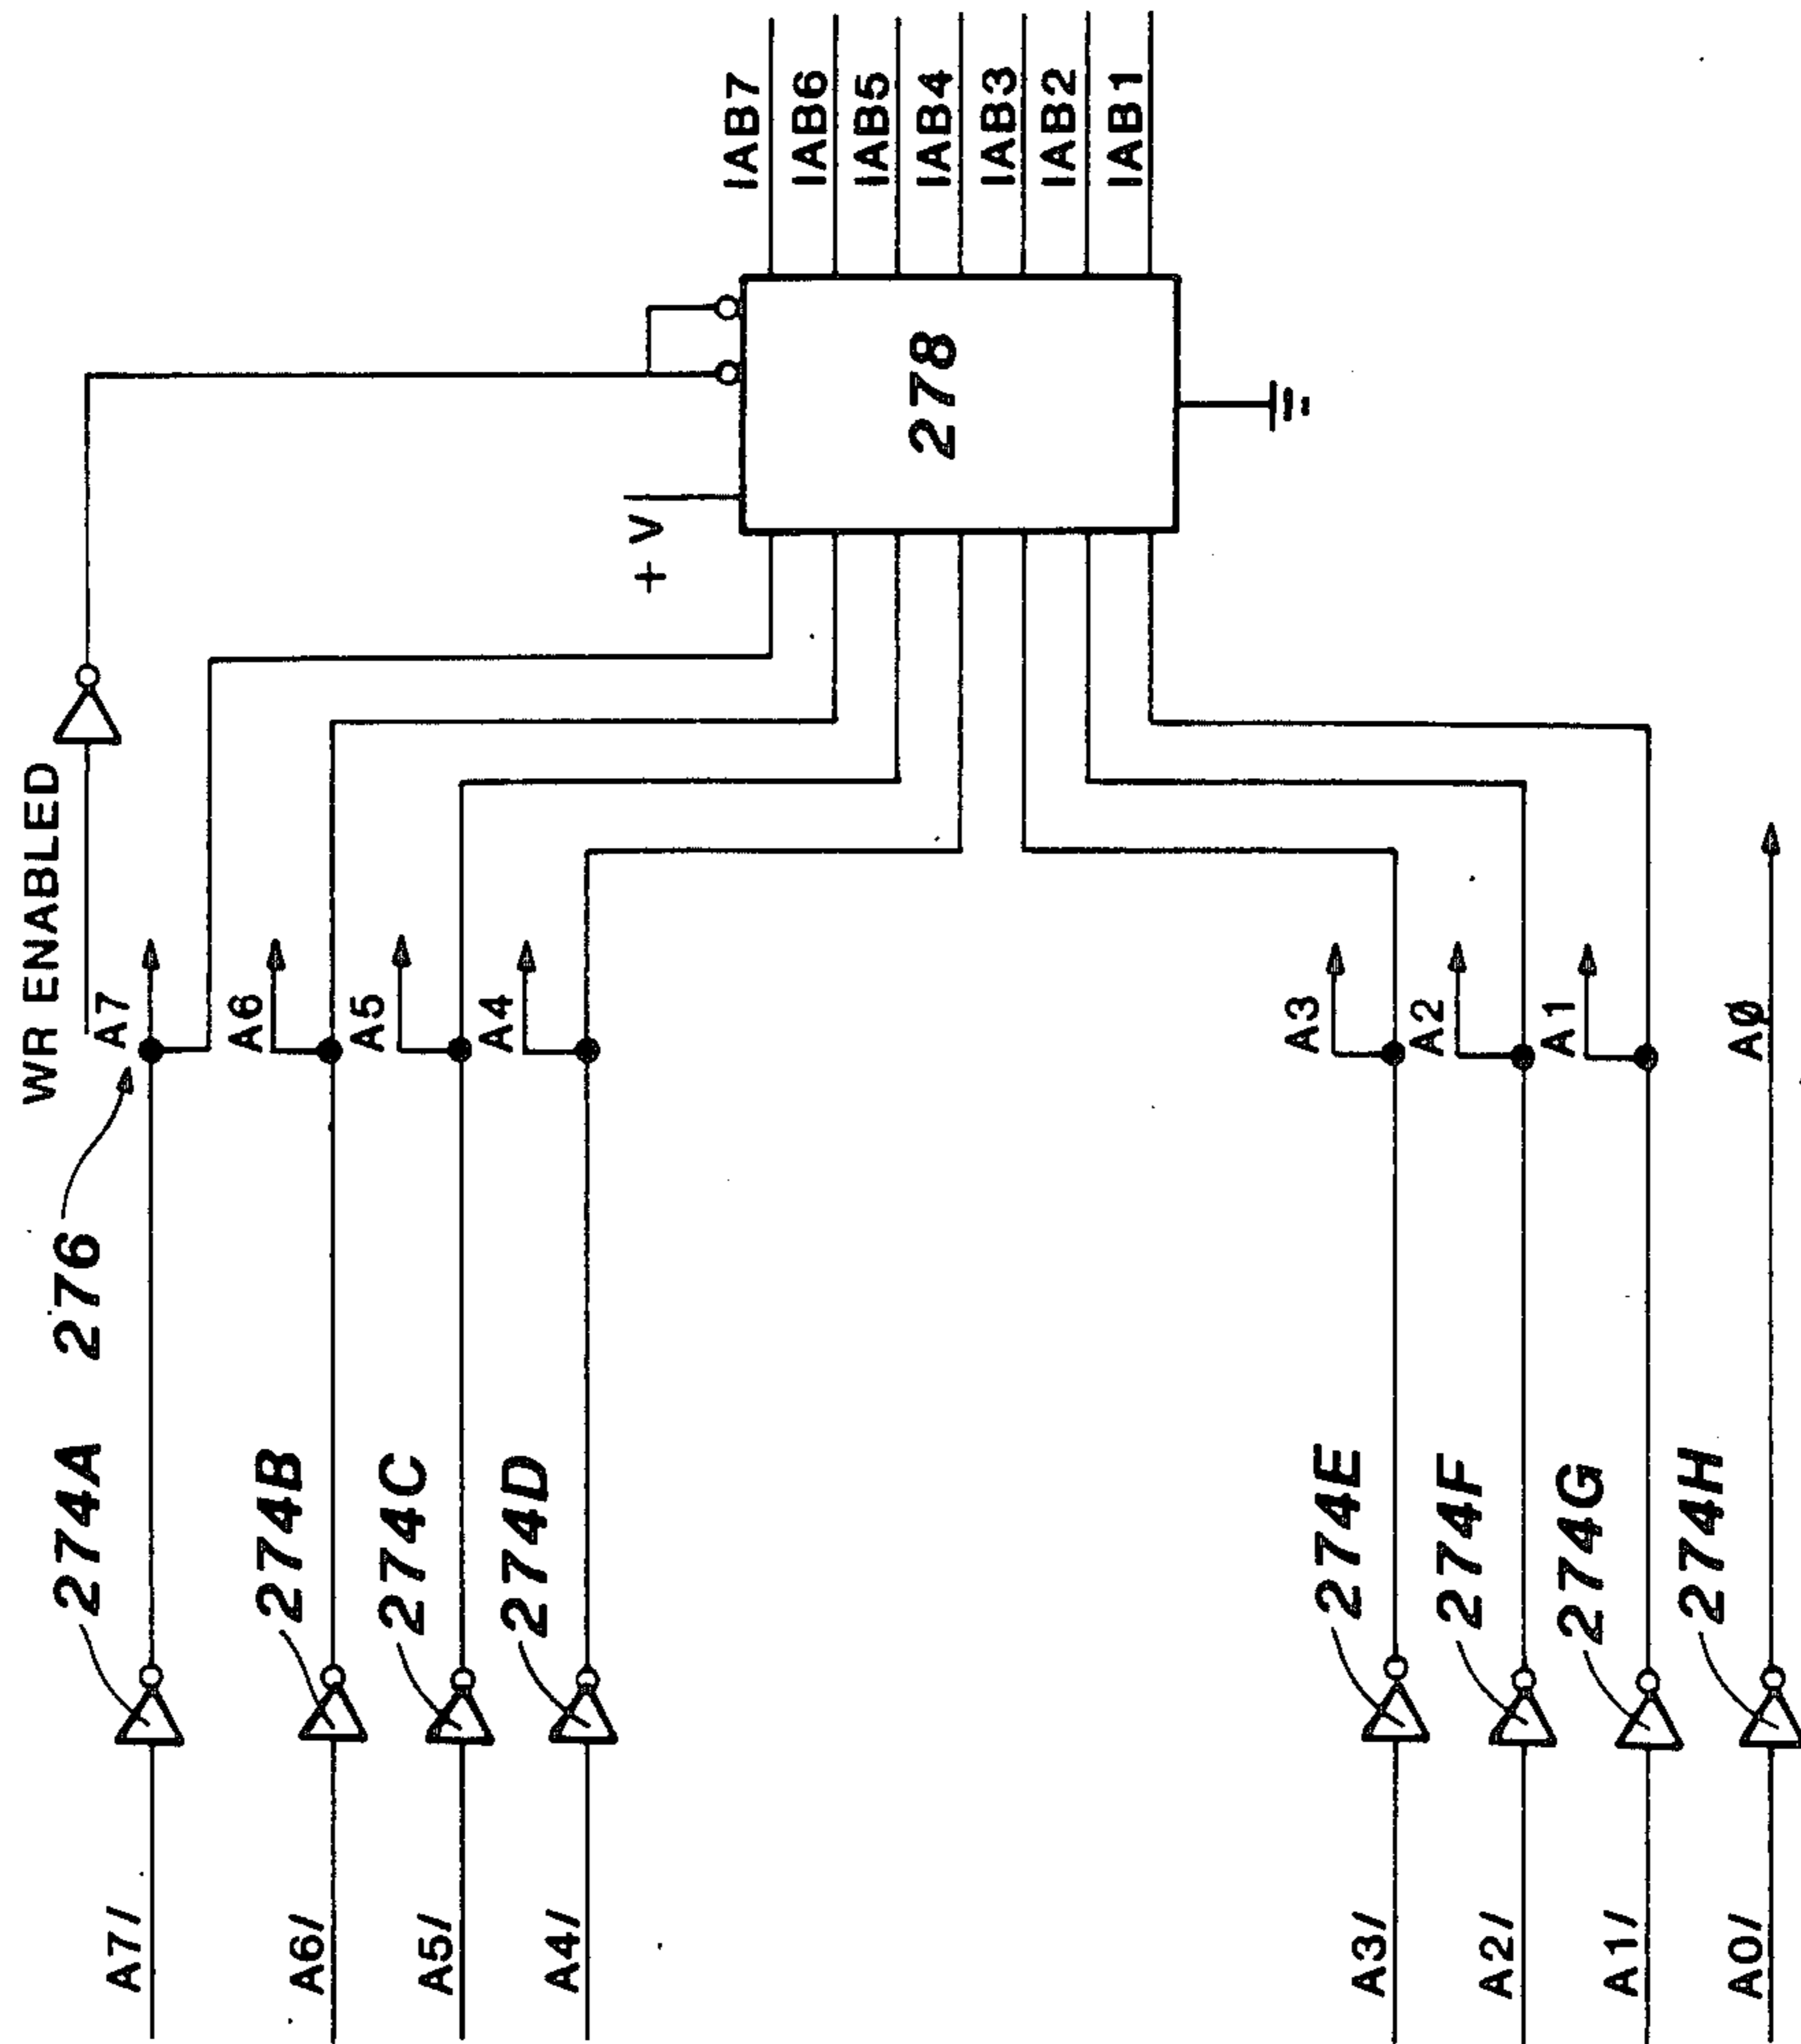 WR ENABLED
A7/
274A
276
A7
A6/
274B
A6
A5/
274C
A5
A4/
274D
A4
+ V
278
IAB7
IAB6
IAB5
IAB4
IAB3
IAB2
IAB1
A3/
274E
A3
A2/
274F
A2
A1/
274G
A1
A0/
274H
AØ